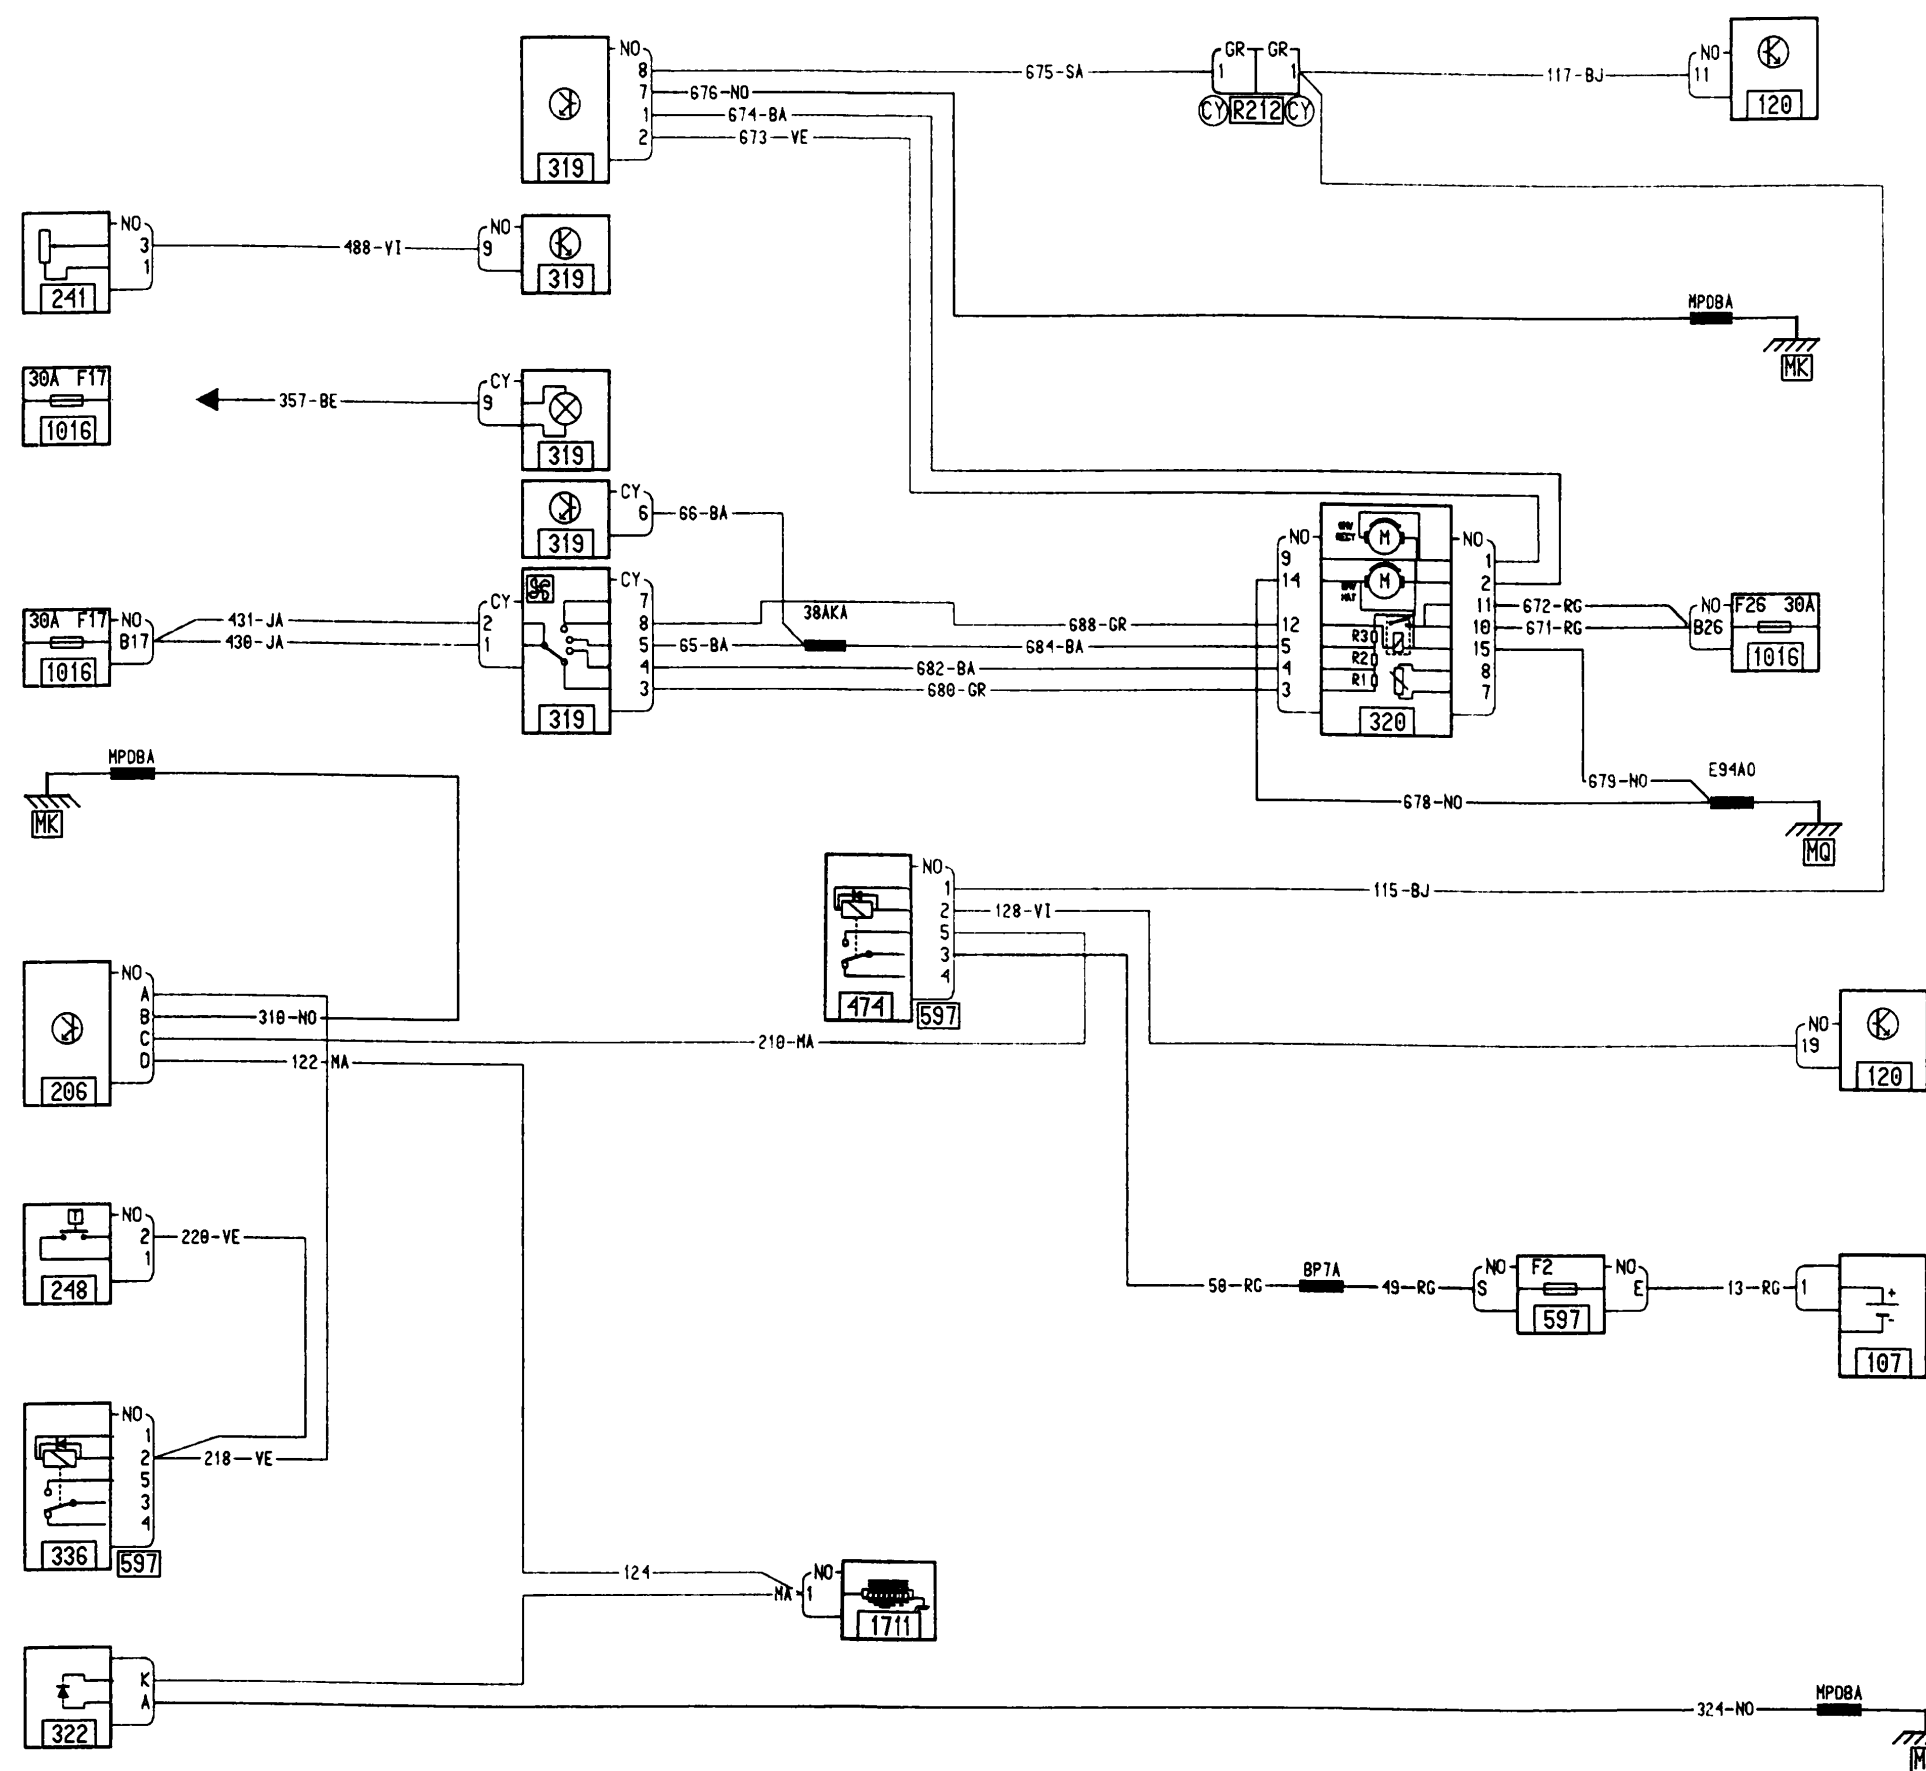 NO
8
7
1
2
319
675-SA
676-NO
674-BA
673-VE
GR GR
1 1
CY R212 CY
117-BJ
NO
11
120
NO
3
1
241
488-VI
NO
9
319
MPDBA
MK
30A F17
1016
357-BE
CY
9
319
CY
6
319
66-BA
30A F17
1016
NO
B17
431-JA
430-JA
CY
2
1
CY
7
8
5
4
3
319
38AKA
65-BA
688-GR
684-BA
682-BA
680-GR
NO
9
14
12
5
4
3
M
M
R3
R2
R1
320
NO
1
2
11
10
15
8
7
672-RG
671-RG
NO
B26
F26 30A
1016
679-NO
678-NO
E94A0
MQ
MPDBA
MK
474
NO
1
2
5
3
4
597
115-BJ
128-VI
NO
A
B
C
D
206
310-NO
210-MA
122-MA
NO
19
120
T
NO
2
1
248
220-VE
58-RG
BP7A
49-RG
NO
S
F2
597
NO
E
13-RG
1
+
-
107
NO
1
2
5
3
4
336
597
218-VE
124
MA
NO
1
1711
K
A
322
324-NO
MPDBA
M